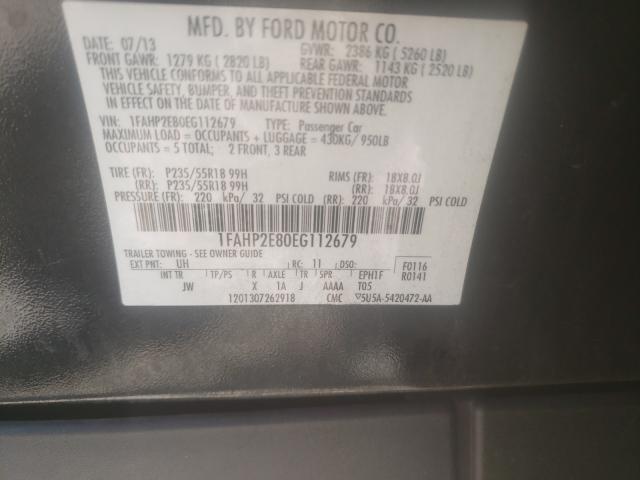 MFD. BY FORD MOTOR CO.
DATE: 07/13 GVWR: 2386 KG (5260 LB)
FRONT GAWR: 1279 KG (2820 LB) REAR GAWR: 1143 KG (2520 LB)
THIS VEHICLE CONFORMS TO ALL APPLICABLE FEDERAL MOTOR
VEHICLE SAFETY, BUMPER, AND THEFT PREVENTION STANDARDS
IN EFFECT ON THE DATE OF MANUFACTURE SHOWN ABOVE.
VIN: 1FAHP2E80EG112679 TYPE: Passenger Car
MAXIMUM LOAD = OCCUPANTS + LUGGAGE = 430KG/ 950LB
OCCUPANTS = 5 TOTAL; 2 FRONT, 3 REAR
TIRE (FR): P235/55R18 99H RIMS (FR): 18X8.0J
(RR): P235/55R18 99H (RR): 18X8.0J
PRESSURE (FR): 220 kPa/ 32 PSI COLD (RR): 220 kPa/ 32 PSI COLD
1FAHP2E80EG112679
TRAILER TOWING - SEE OWNER GUIDE
EXT PNT: UH RC: 11 DSO: F0116
R0141
INT TR TP/PS R AXLE TR SPR EPH1F
JW X 1A J AAAA T05
1201307262918 CMC 5U5A-5420472-AA